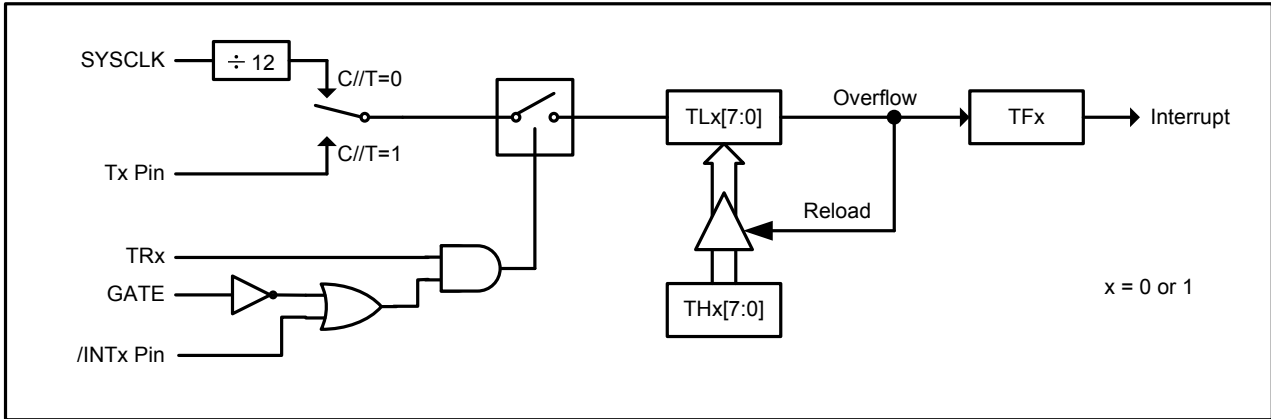 SYSCLK
÷ 12
C//T=0
C//T=1
Tx Pin
TRx
GATE
/INTx Pin
TLx[7:0]
Overflow
TFx
Interrupt
Reload
THx[7:0]
x = 0 or 1